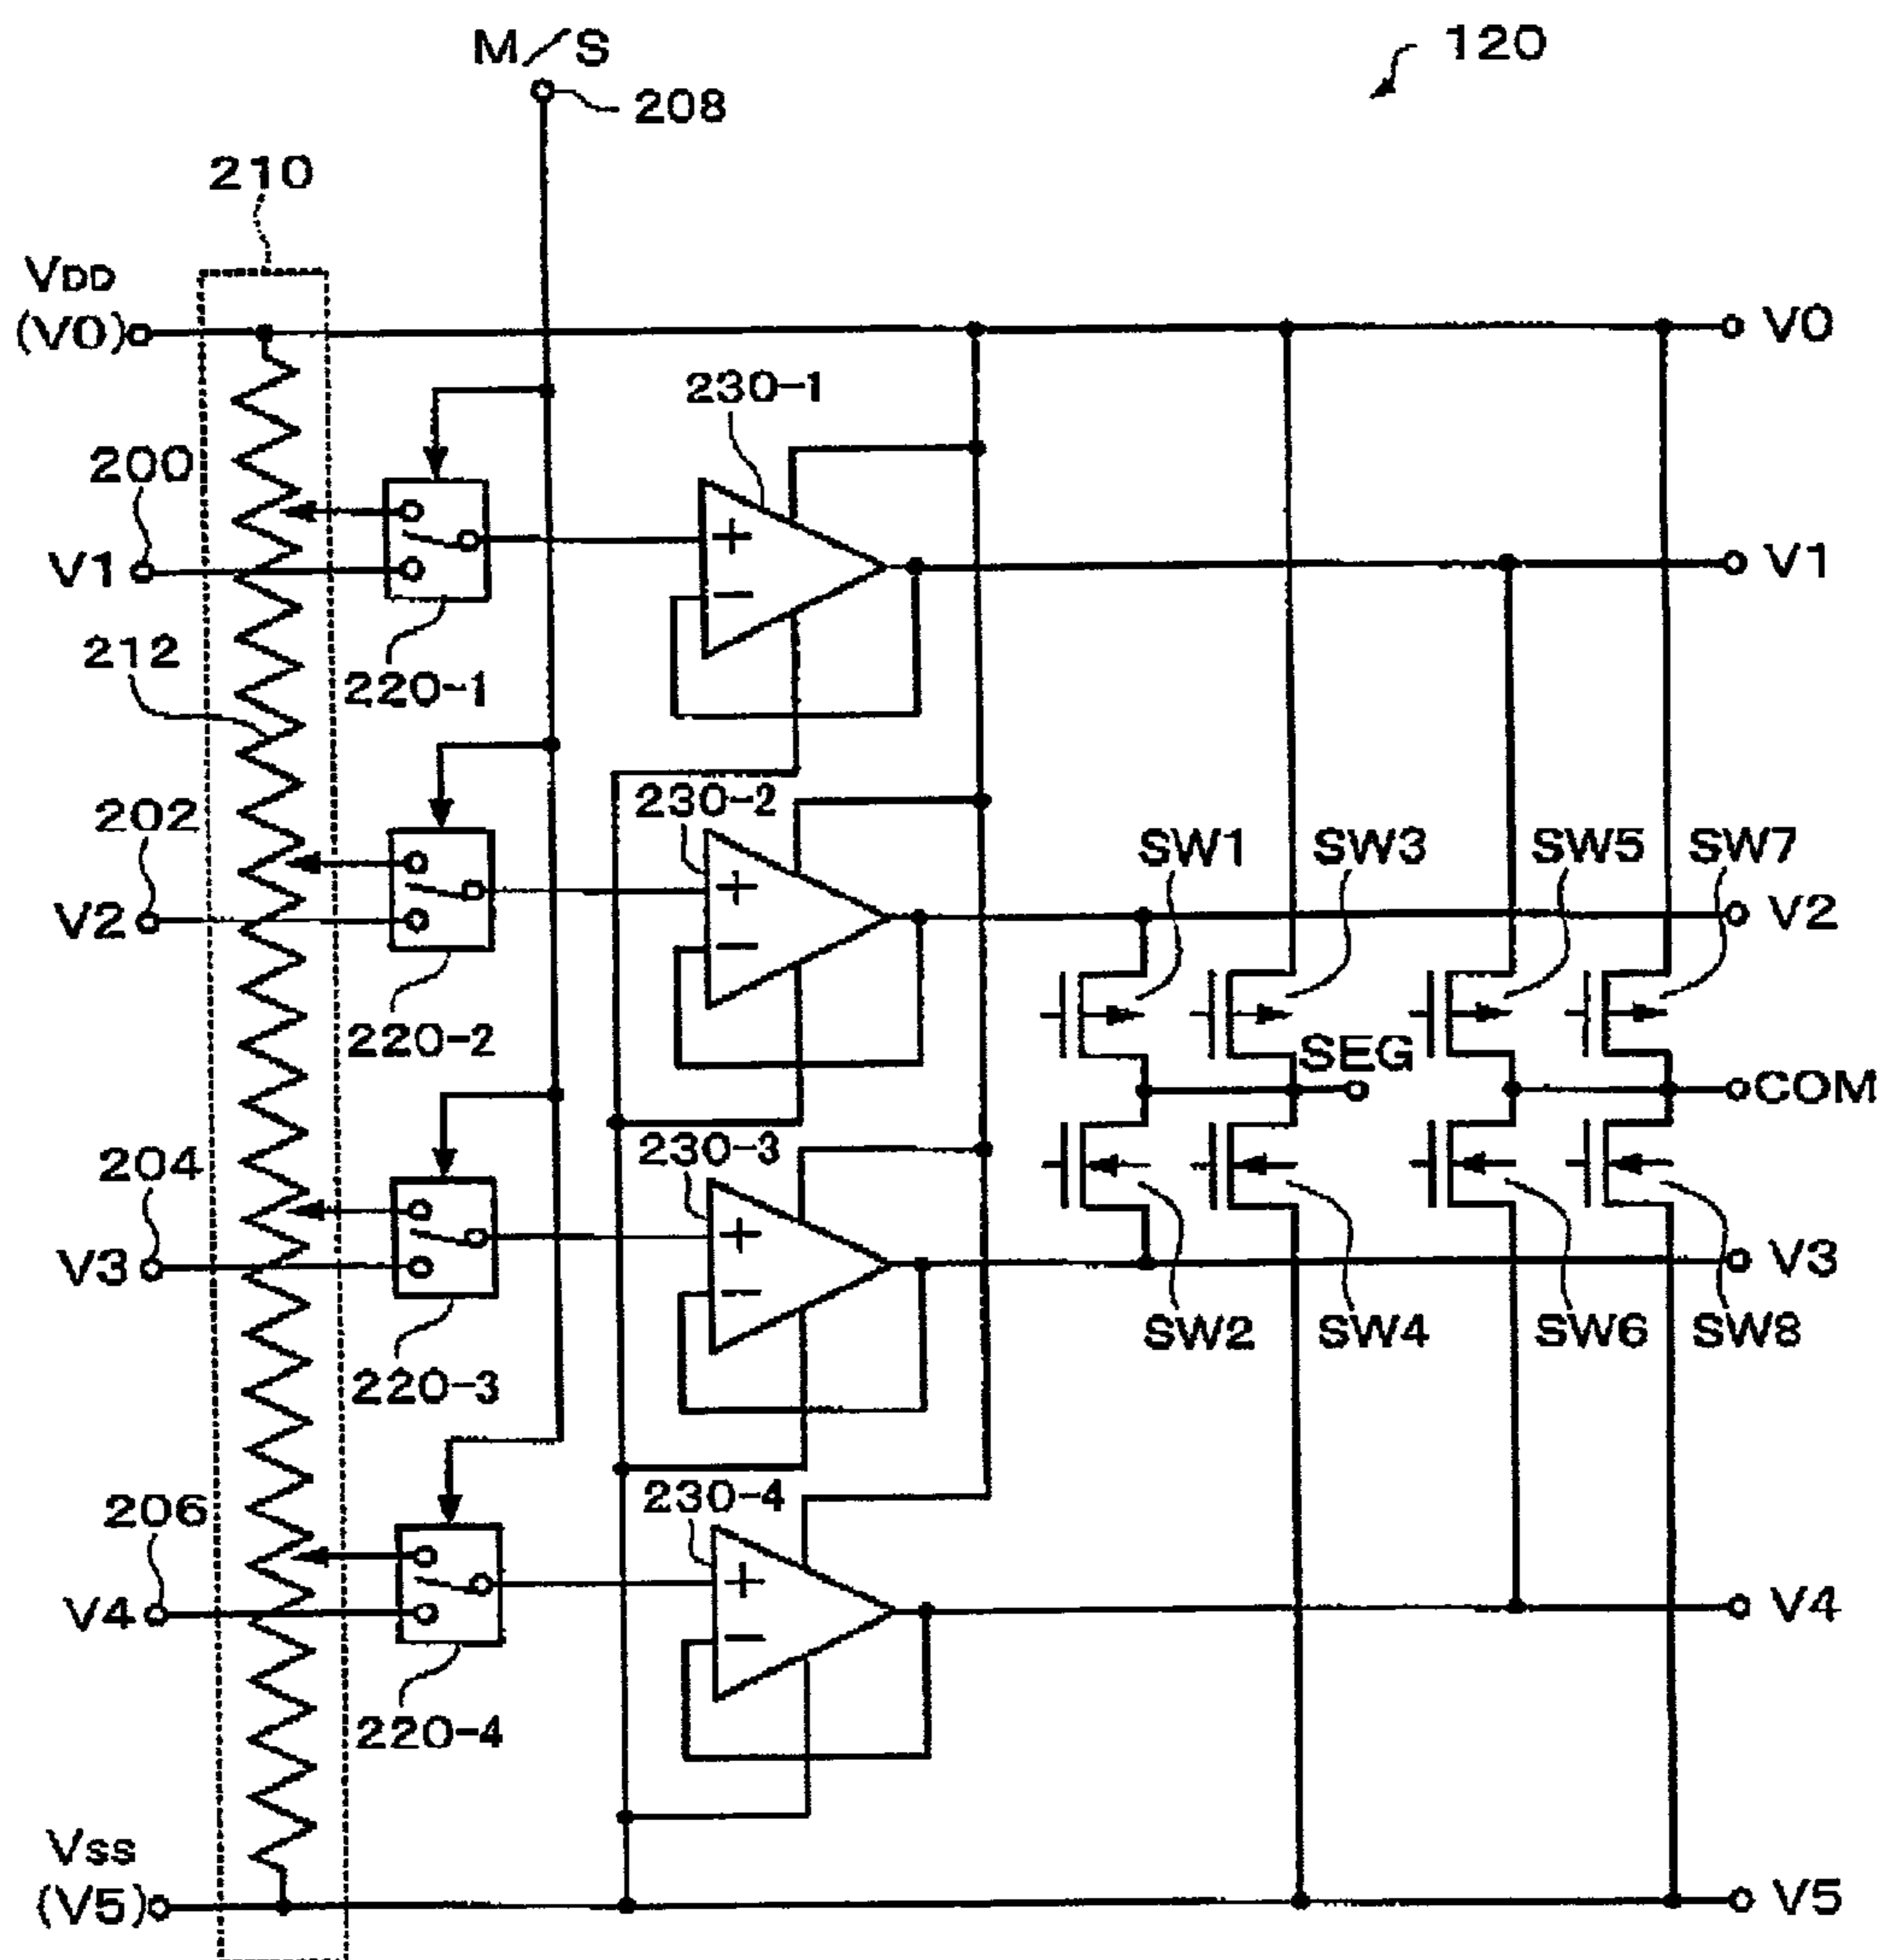 M/S
120
208
210
VDD
(V0)
V0
230-1
200
V1
V1
212
220-1
202
230-2
SW1
SW3
SW5
SW7
V2
V2
220-2
SEG
COM
204
230-3
V3
V3
SW2
SW4
SW6
SW8
220-3
206
230-4
V4
V4
220-4
VSS
(V5)
V5
+
−
+
−
+
−
+
−